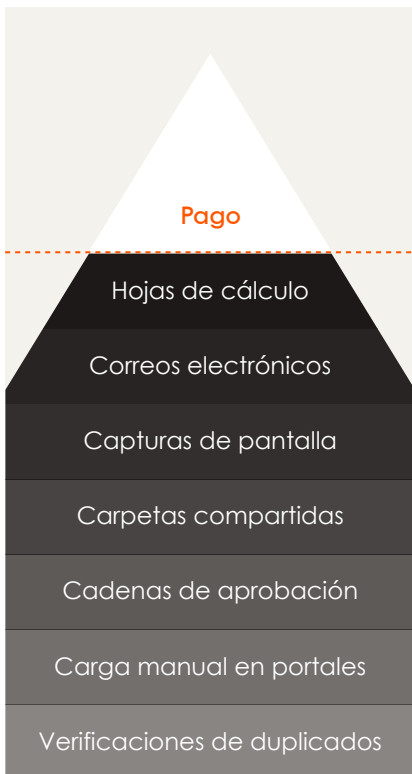 Pago
Hojas de cálculo
Correos electrónicos
Capturas de pantalla
Carpetas compartidas
Cadenas de aprobación
Carga manual en portales
Verificaciones de duplicados